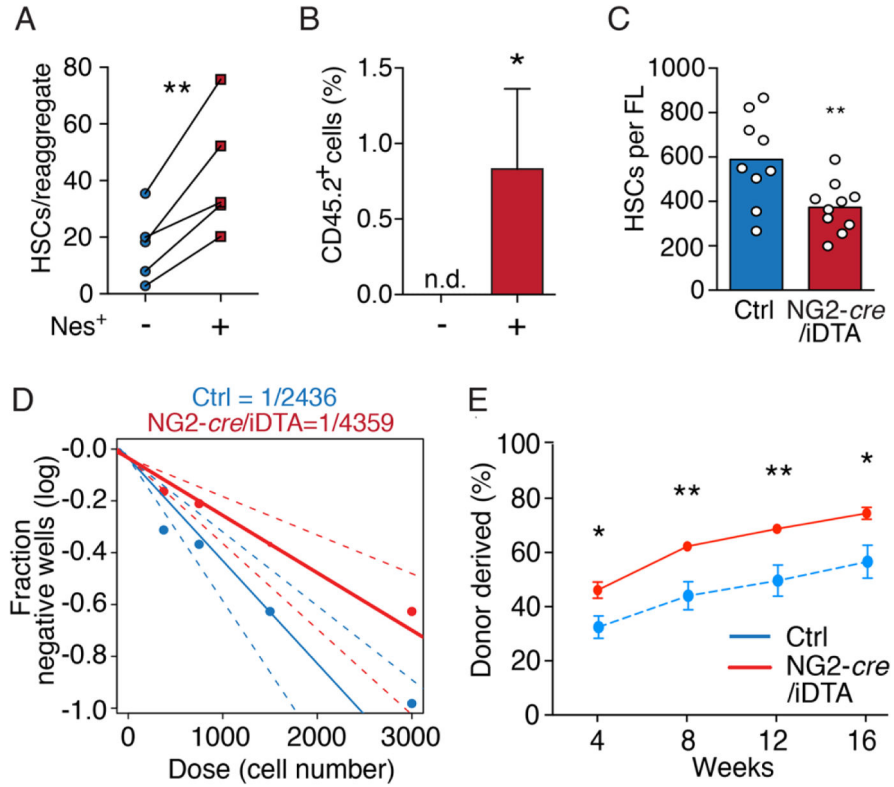 A
HSCs/reaggregate
80
60
40
20
0
**
Nes⁺
-
+
B
CD45.2⁺cells (%)
1.5
1.0
0.5
0.0
*
n.d.
-
+
C
HSCs per FL
1000
800
600
400
200
0
**
Ctrl
NG2-cre
/iDTA
D
Ctrl = 1/2436
NG2-cre/iDTA=1/4359
Fraction
negative wells (log)
-0.0
-0.2
-0.4
-0.6
-0.8
-1.0
0 1000 2000 3000
Dose (cell number)
E
Donor derived (%)
100
80
60
40
20
0
* ** ** *
Ctrl
NG2-cre
/iDTA
4 8 12 16
Weeks